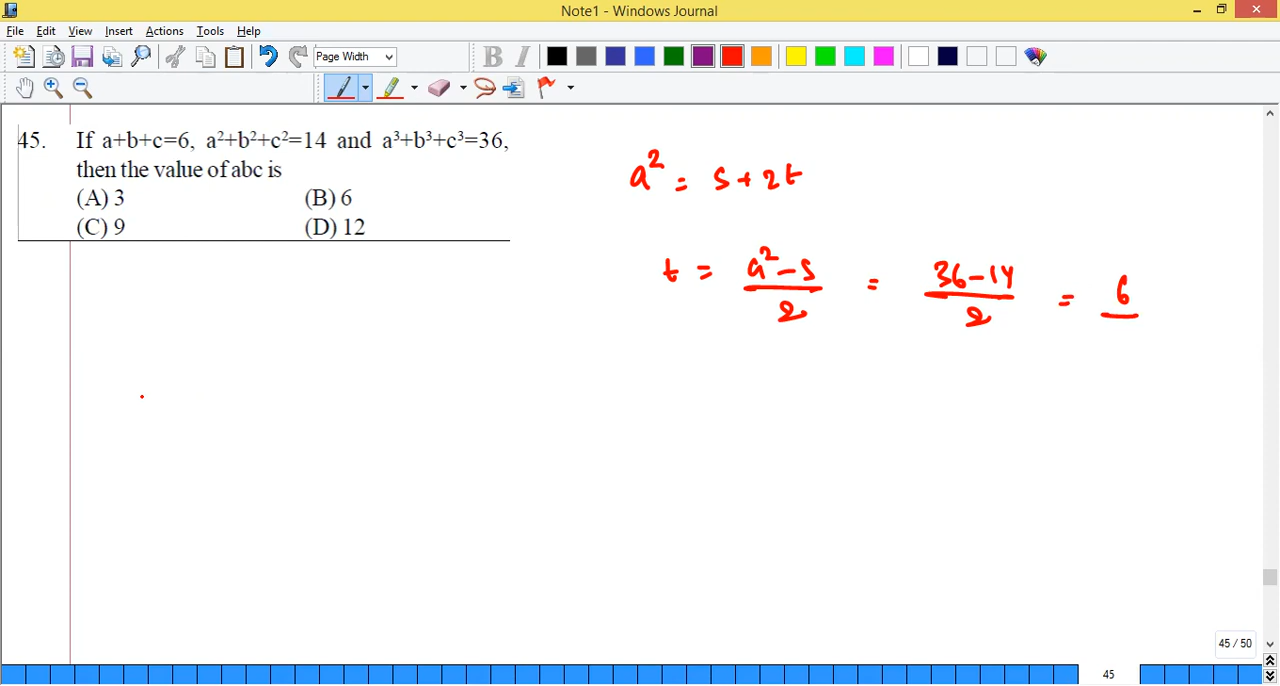 Note1 - Windows Journal
File Edit View Insert Actions Tools Help
Page Width
B I
45. If a+b+c=6, a²+b²+c²=14 and a³+b³+c³=36,
then the value of abc is
(A) 3 (B) 6
(C) 9 (D) 12
a² = s + 2t
t = a² - s / 2 = 36 - 14 / 2 = 6
45 / 50
45